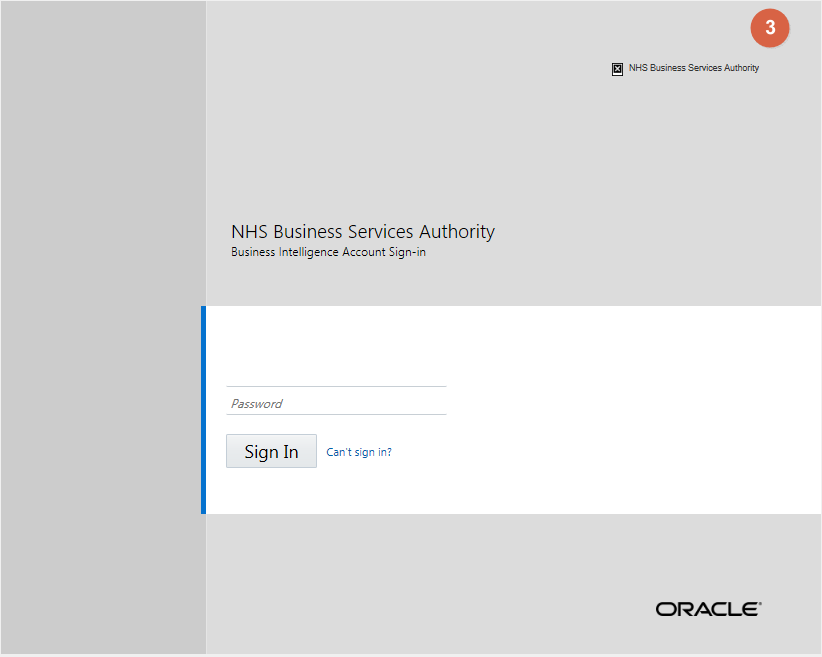 3
NHS Business Services Authority
NHS Business Services Authority
Business Intelligence Account Sign-in
Password
Sign In
Can't sign in?
ORACLE®